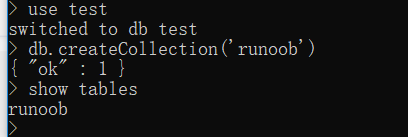 > use test
switched to db test
> db.createCollection('runoob')
{ "ok" : 1 }
> show tables
runoob
>